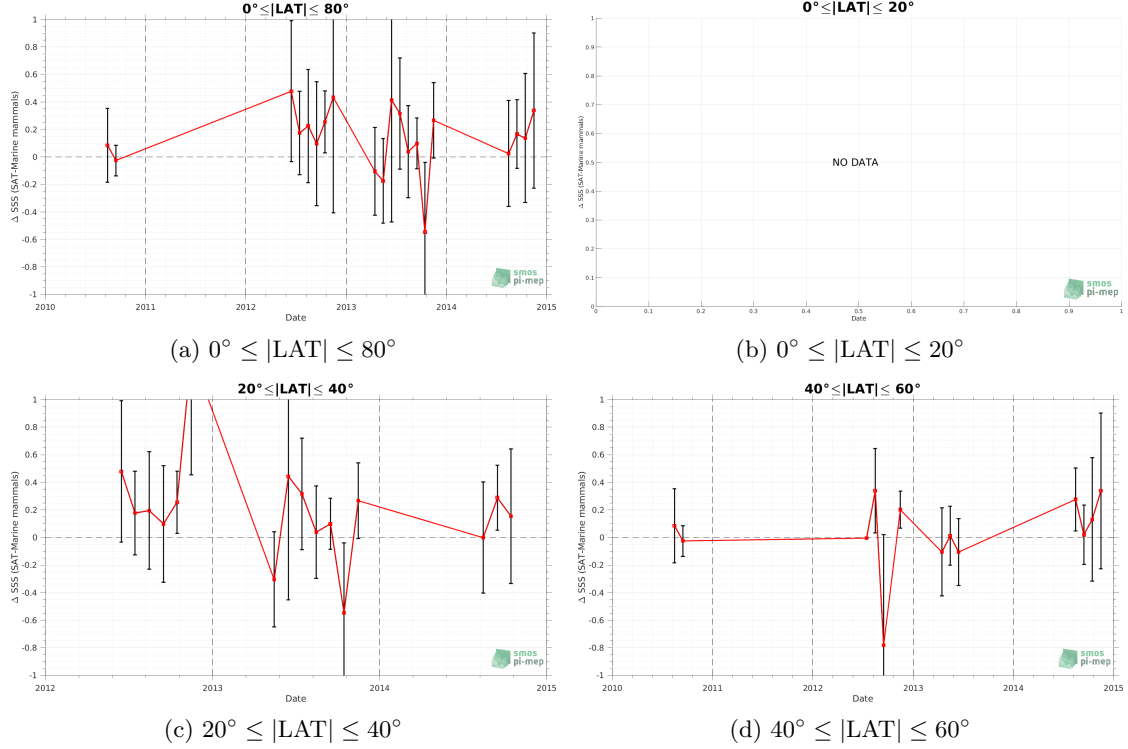 0°≤|LAT|≤ 80°
Δ SSS (SAT-Marine mammals)
1
0.8
0.6
0.4
0.2
0
-0.2
-0.4
-0.6
-0.8
-1
2010 2011 2012 2013 2014 2015
Date
smos
pi-mep
(a) 0° ≤ |LAT| ≤ 80°
0°≤|LAT|≤ 20°
Δ SSS (SAT-Marine mammals)
1
0.9
0.8
0.7
0.6
0.5
0.4
0.3
0.2
0.1
0
NO DATA
0 0.1 0.2 0.3 0.4 0.5 0.6 0.7 0.8 0.9 1
Date
smos
pi-mep
(b) 0° ≤ |LAT| ≤ 20°
20°≤|LAT|≤ 40°
Δ SSS (SAT-Marine mammals)
1
0.8
0.6
0.4
0.2
0
-0.2
-0.4
-0.6
-0.8
-1
2012 2013 2014 2015
Date
smos
pi-mep
(c) 20° ≤ |LAT| ≤ 40°
40°≤|LAT|≤ 60°
Δ SSS (SAT-Marine mammals)
1
0.8
0.6
0.4
0.2
0
-0.2
-0.4
-0.6
-0.8
-1
2010 2011 2012 2013 2014 2015
Date
smos
pi-mep
(d) 40° ≤ |LAT| ≤ 60°